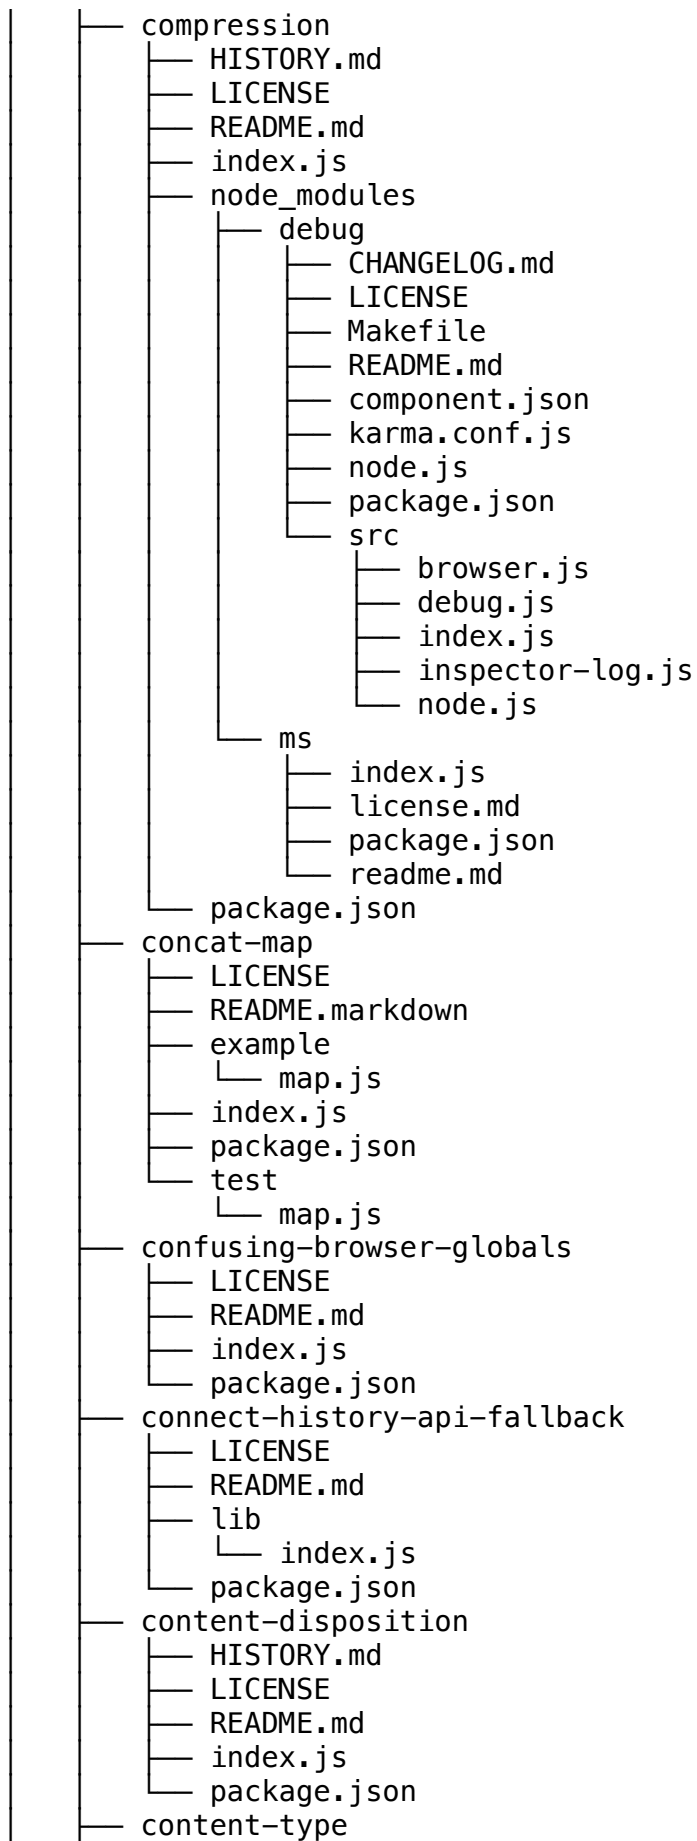 │   ├── compression
│   │   ├── HISTORY.md
│   │   ├── LICENSE
│   │   ├── README.md
│   │   ├── index.js
│   │   ├── node_modules
│   │   │   ├── debug
│   │   │   │   ├── CHANGELOG.md
│   │   │   │   ├── LICENSE
│   │   │   │   ├── Makefile
│   │   │   │   ├── README.md
│   │   │   │   ├── component.json
│   │   │   │   ├── karma.conf.js
│   │   │   │   ├── node.js
│   │   │   │   ├── package.json
│   │   │   │   └── src
│   │   │   │       ├── browser.js
│   │   │   │       ├── debug.js
│   │   │   │       ├── index.js
│   │   │   │       ├── inspector-log.js
│   │   │   │       └── node.js
│   │   │   └── ms
│   │   │       ├── index.js
│   │   │       ├── license.md
│   │   │       ├── package.json
│   │   │       └── readme.md
│   │   └── package.json
│   ├── concat-map
│   │   ├── LICENSE
│   │   ├── README.markdown
│   │   ├── example
│   │   │   └── map.js
│   │   ├── index.js
│   │   ├── package.json
│   │   └── test
│   │       └── map.js
│   ├── confusing-browser-globals
│   │   ├── LICENSE
│   │   ├── README.md
│   │   ├── index.js
│   │   └── package.json
│   ├── connect-history-api-fallback
│   │   ├── LICENSE
│   │   ├── README.md
│   │   ├── lib
│   │   │   └── index.js
│   │   └── package.json
│   ├── content-disposition
│   │   ├── HISTORY.md
│   │   ├── LICENSE
│   │   ├── README.md
│   │   ├── index.js
│   │   └── package.json
│   ├── content-type